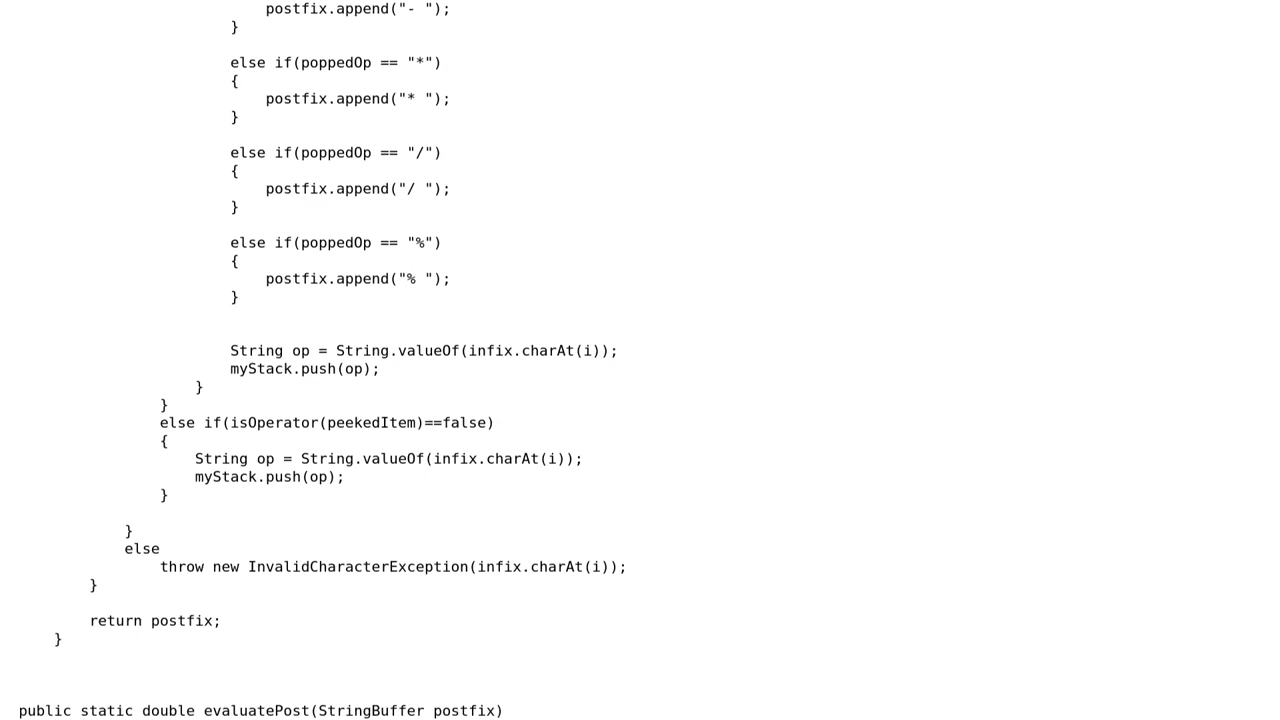 postfix.append("- ");
                        }

                        else if(poppedOp == "*")
                        {
                            postfix.append("* ");
                        }

                        else if(poppedOp == "/")
                        {
                            postfix.append("/ ");
                        }

                        else if(poppedOp == "%")
                        {
                            postfix.append("% ");
                        }


                        String op = String.valueOf(infix.charAt(i));
                        myStack.push(op);
                    }
                }
                else if(isOperator(peekedItem)==false)
                {
                    String op = String.valueOf(infix.charAt(i));
                    myStack.push(op);
                }

            }
            else
                throw new InvalidCharacterException(infix.charAt(i));
        }

        return postfix;
    }



public static double evaluatePost(StringBuffer postfix)